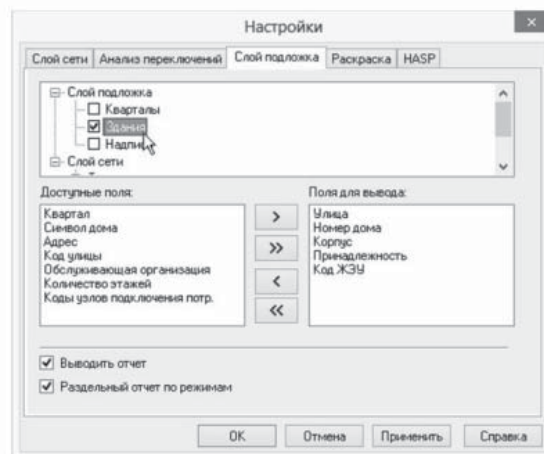 Настройки
Слой сети Анализ переключений Слой подложка Раскраска HASP
Слой подложка
Кварталы
Здания
Надпи
Слой сети
Доступные поля:
Квартал
Символ дома
Адрес
Код улицы
Обслуживающая организация
Количество этажей
Коды узлов подключения потр.
>
>>
<
<<
Поля для вывода:
Улица
Номер дома
Корпус
Принадлежность
Код ЖЭУ
Выводить отчет
Раздельный отчет по режимам
OK Отмена Применить Справка